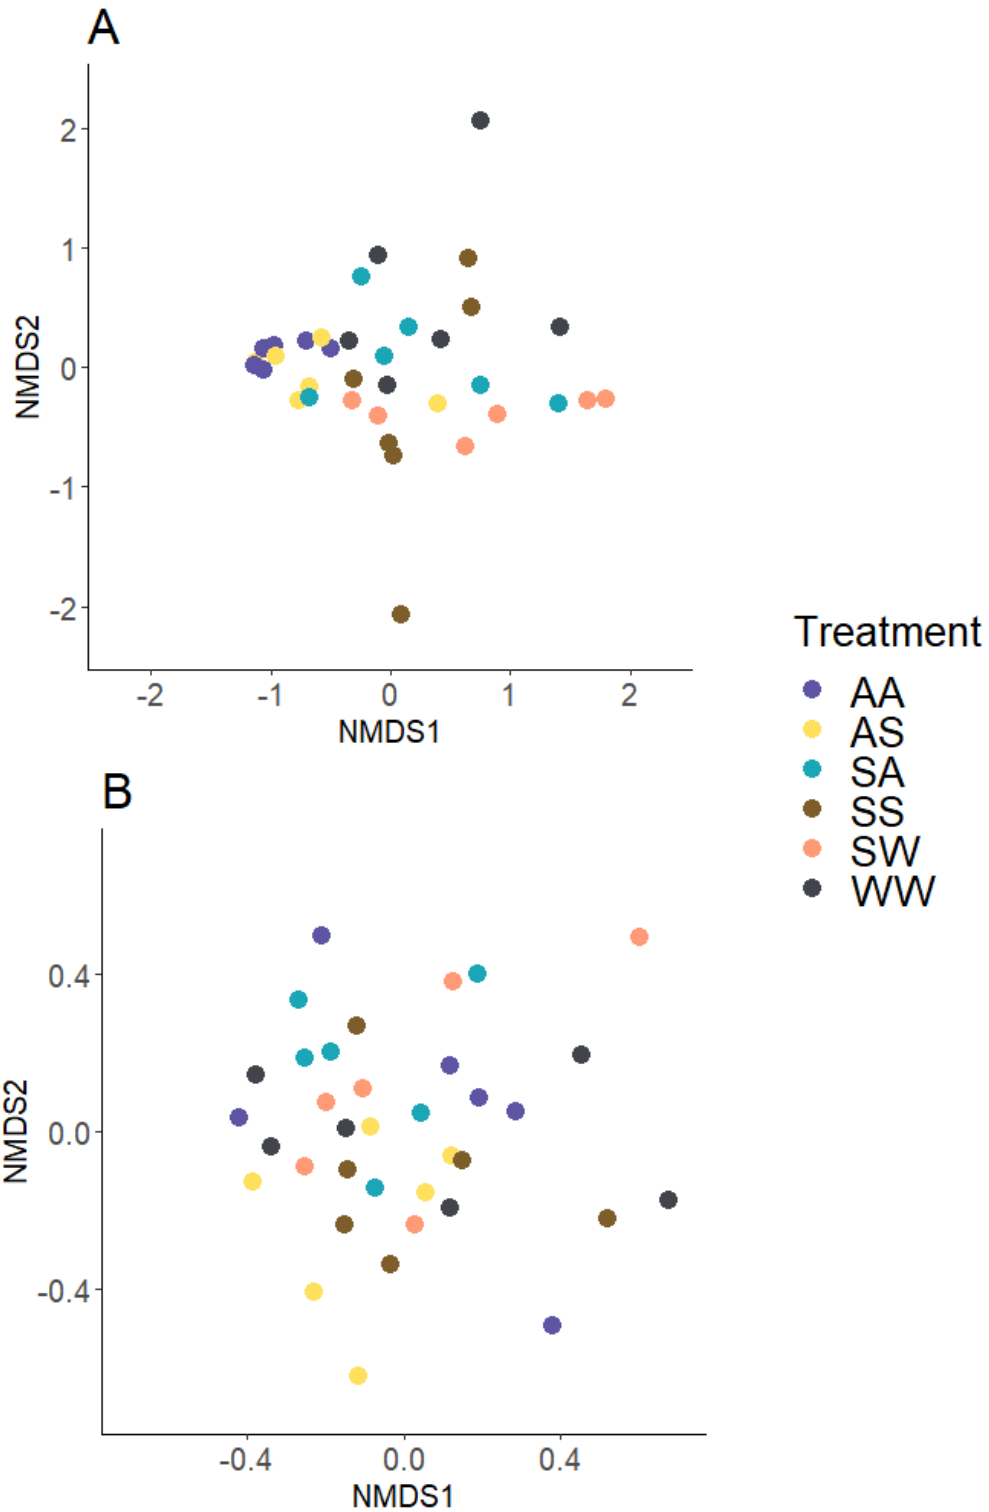 A
2
1
0
-1
-2
NMDS2
-2 -1 0 1 2
NMDS1
Treatment
AA
AS
SA
SS
SW
WW
B
0.4
0.0
-0.4
NMDS2
-0.4 0.0 0.4
NMDS1